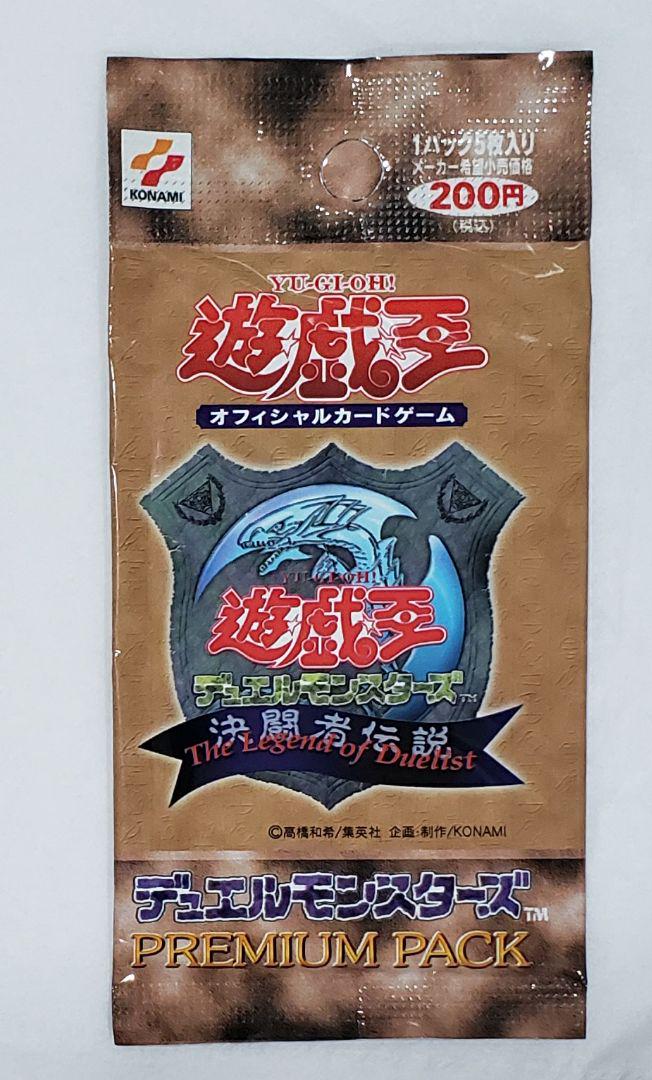 KONAMI
1パック5枚入り
メーカー希望小売価格
200円
(税込)
YU-GI-OH!
遊戯王
オフィシャルカードゲーム
YU-GI-OH!
遊戯王
デュエルモンスターズ™
決闘者伝説
The Legend of Duelist
©高橋和希/集英社 企画・制作/KONAMI
デュエルモンスターズ™
PREMIUM PACK